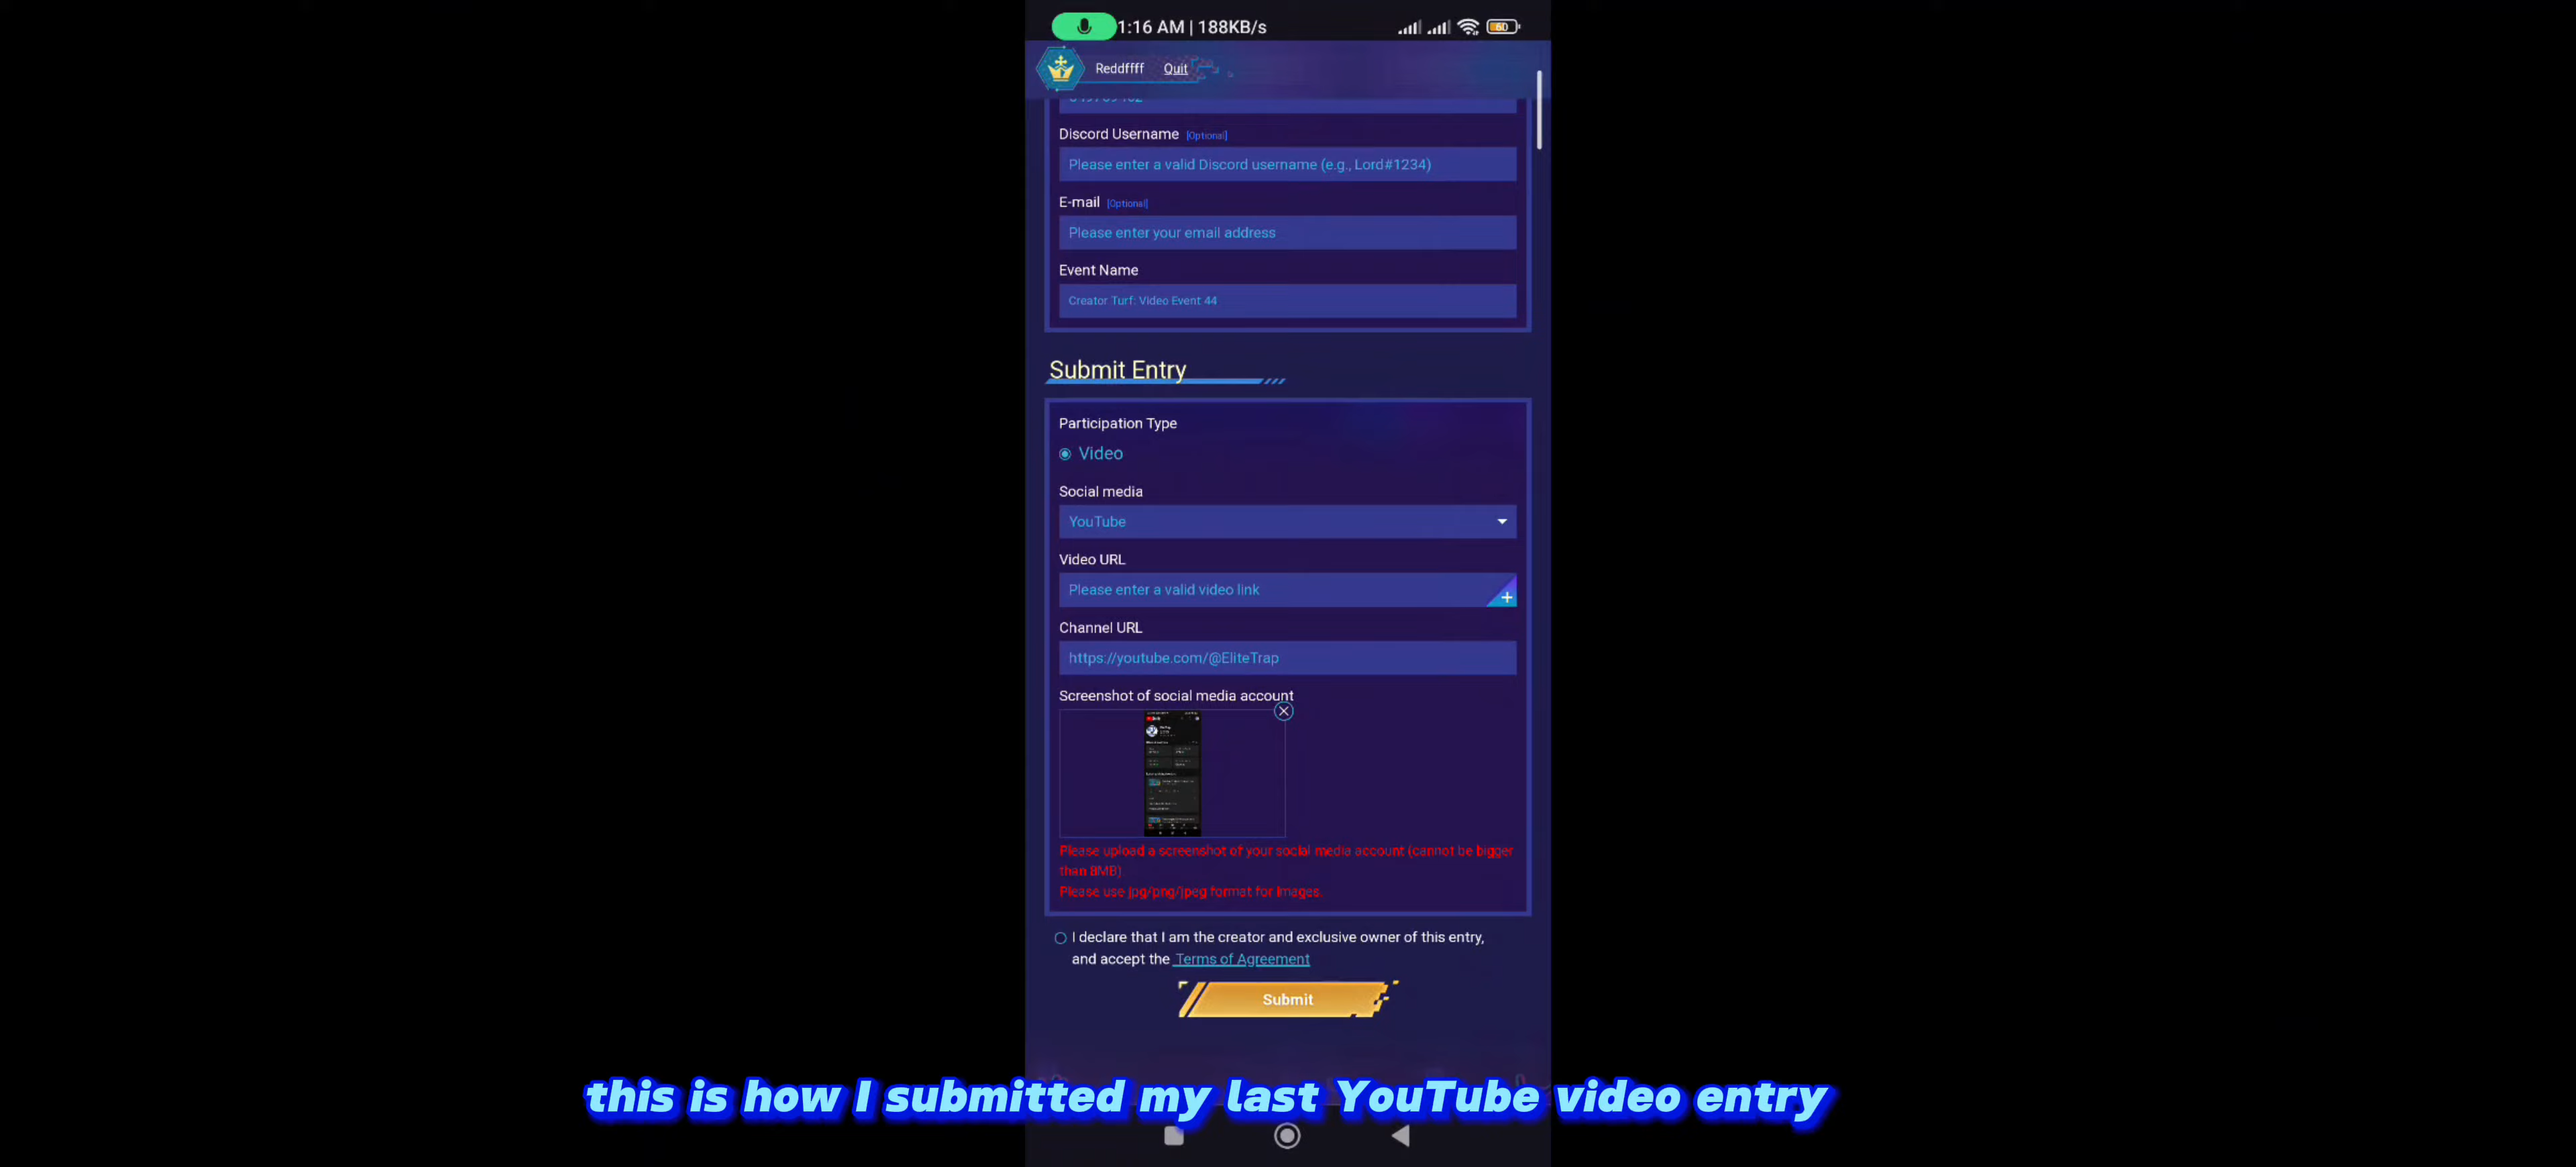 1:16 AM | 188KB/s
60
Reddffff Quit
Discord Username [Optional]
Please enter a valid Discord username (e.g., Lord#1234)
E-mail [Optional]
Please enter your email address
Event Name
Creator Turf: Video Event 44
Submit Entry
Participation Type
Video
Social media
YouTube
Video URL
Please enter a valid video link
Channel URL
https://youtube.com/@EliteTrap
Screenshot of social media account
Please upload a screenshot of your social media account (cannot be bigger
than 8MB)
Please use jpg/png/jpeg format for images.
I declare that I am the creator and exclusive owner of this entry,
and accept the Terms of Agreement
Submit
this is how I submitted my last YouTube video entry